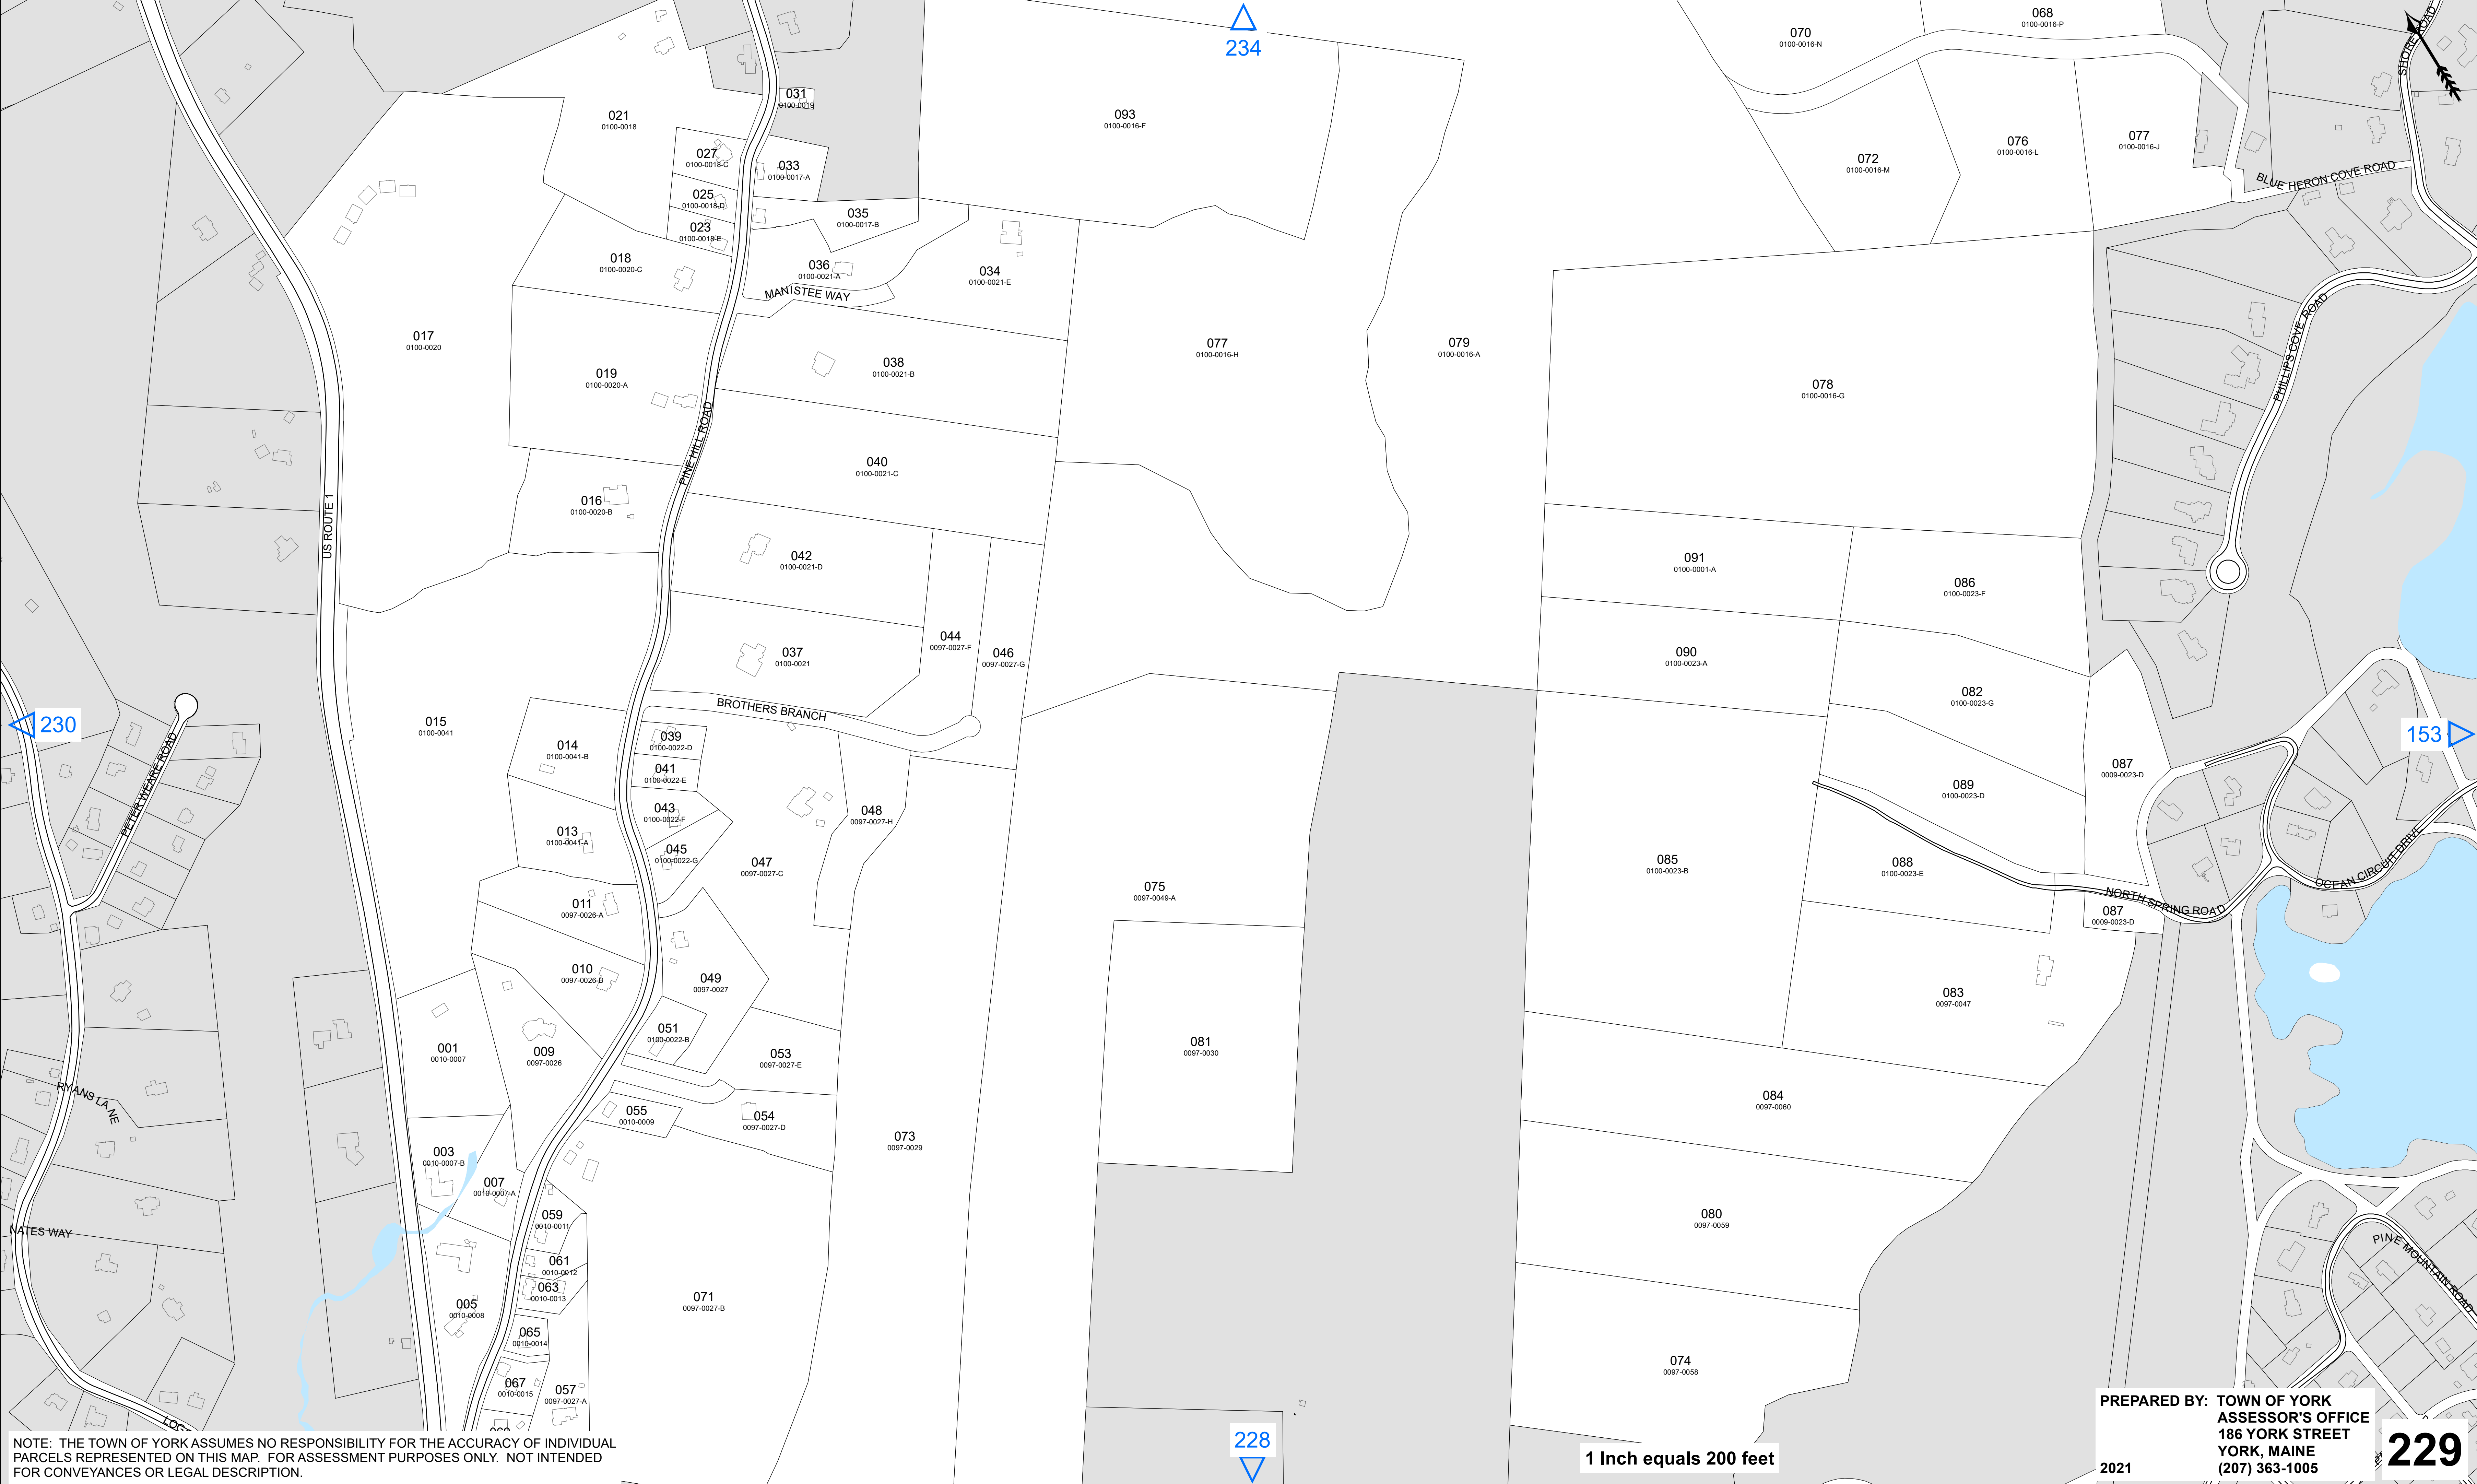 234
068
0100-0016-P
070
0100-0016-N
SHORE ROAD
031
0100-0019
021
0100-0018
093
0100-0016-F
076
0100-0016-L
077
0100-0016-J
027
0100-0018-C
033
0100-0017-A
072
0100-0016-M
BLUE HERON COVE ROAD
025
0100-0018-D
035
0100-0017-B
023
0100-0018-E
018
0100-0020-C
036
0100-0021-A
034
0100-0021-E
MANISTEE WAY
017
0100-0020
077
0100-0016-H
079
0100-0016-A
PHILLIPS COVE ROAD
038
0100-0021-B
019
0100-0020-A
078
0100-0016-G
PINE HILL ROAD
040
0100-0021-C
016
0100-0020-B
US ROUTE 1
042
0100-0021-D
091
0100-0001-A
086
0100-0023-F
044
0097-0027-F
037
0100-0021
046
0097-0027-G
090
0100-0023-A
082
0100-0023-G
BROTHERS BRANCH
230
015
0100-0041
153
039
0100-0022-D
014
0100-0041-B
PETER WEARE ROAD
041
0100-0022-E
087
0009-0023-D
089
0100-0023-D
043
0100-0022-F
048
0097-0027-H
013
0100-0041-A
045
0100-0022-G
047
0097-0027-C
085
0100-0023-B
088
0100-0023-E
OCEAN CIRCUIT DRIVE
075
0097-0049-A
NORTH SPRING ROAD
011
0097-0026-A
087
0009-0023-D
010
0097-0026-B
049
0097-0027
083
0097-0047
051
0100-0022-B
081
0097-0030
001
0010-0007
009
0097-0026
053
0097-0027-E
RYANS LANE
084
0097-0060
055
0010-0009
054
0097-0027-D
073
0097-0029
003
0010-0007-B
007
0010-0007-A
059
0010-0011
080
0097-0059
NATES WAY
PINE MOUNTAIN ROAD
061
0010-0012
063
0010-0013
071
0097-0027-B
005
0010-0008
065
0010-0014
074
0097-0058
067
0010-0015
057
0097-0027-A
228
NOTE: THE TOWN OF YORK ASSUMES NO RESPONSIBILITY FOR THE ACCURACY OF INDIVIDUAL
PARCELS REPRESENTED ON THIS MAP. FOR ASSESSMENT PURPOSES ONLY. NOT INTENDED
FOR CONVEYANCES OR LEGAL DESCRIPTION.
1 Inch equals 200 feet
PREPARED BY: TOWN OF YORK
ASSESSOR'S OFFICE
186 YORK STREET
YORK, MAINE
2021 (207) 363-1005
229